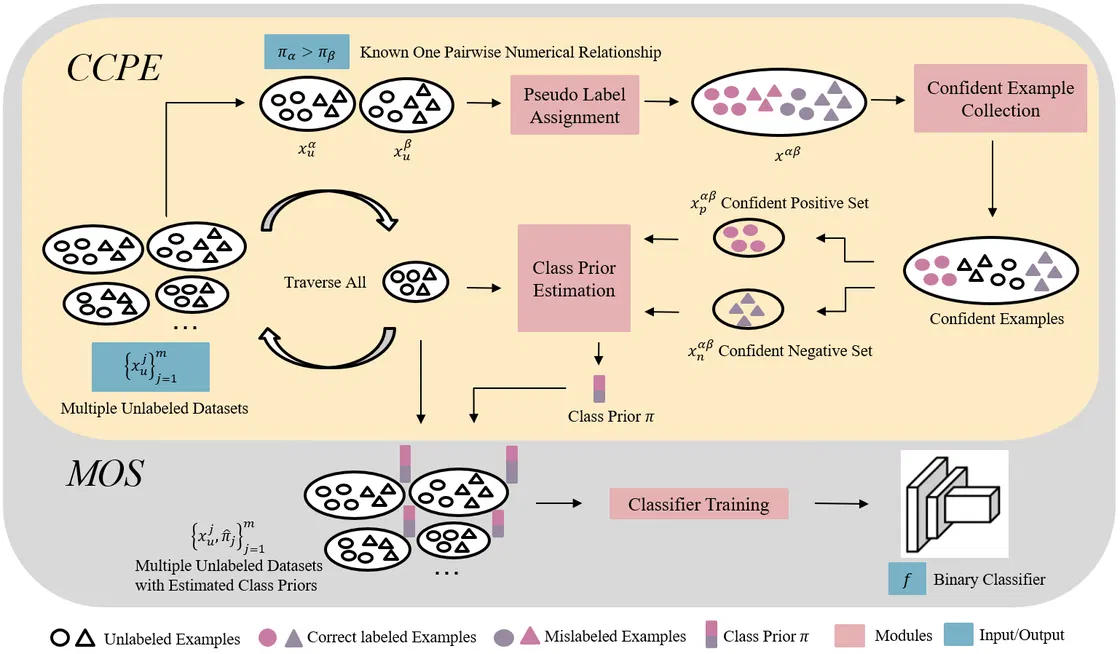 CCPE
πα > πβ Known One Pairwise Numerical Relationship
x_u^α
x_u^β
Pseudo Label
Assignment
x^αβ
Confident Example
Collection
x_p^αβ Confident Positive Set
Traverse All
Class Prior
Estimation
Confident Examples
x_n^αβ Confident Negative Set
{x_u^j}_{j=1}^m
Multiple Unlabeled Datasets
...
Class Prior π
MOS
{x_u^j, π̂_j}_{j=1}^m
Multiple Unlabeled Datasets
with Estimated Class Priors
...
Classifier Training
f Binary Classifier
Unlabeled Examples Correct labeled Examples Mislabeled Examples Class Prior π Modules Input/Output